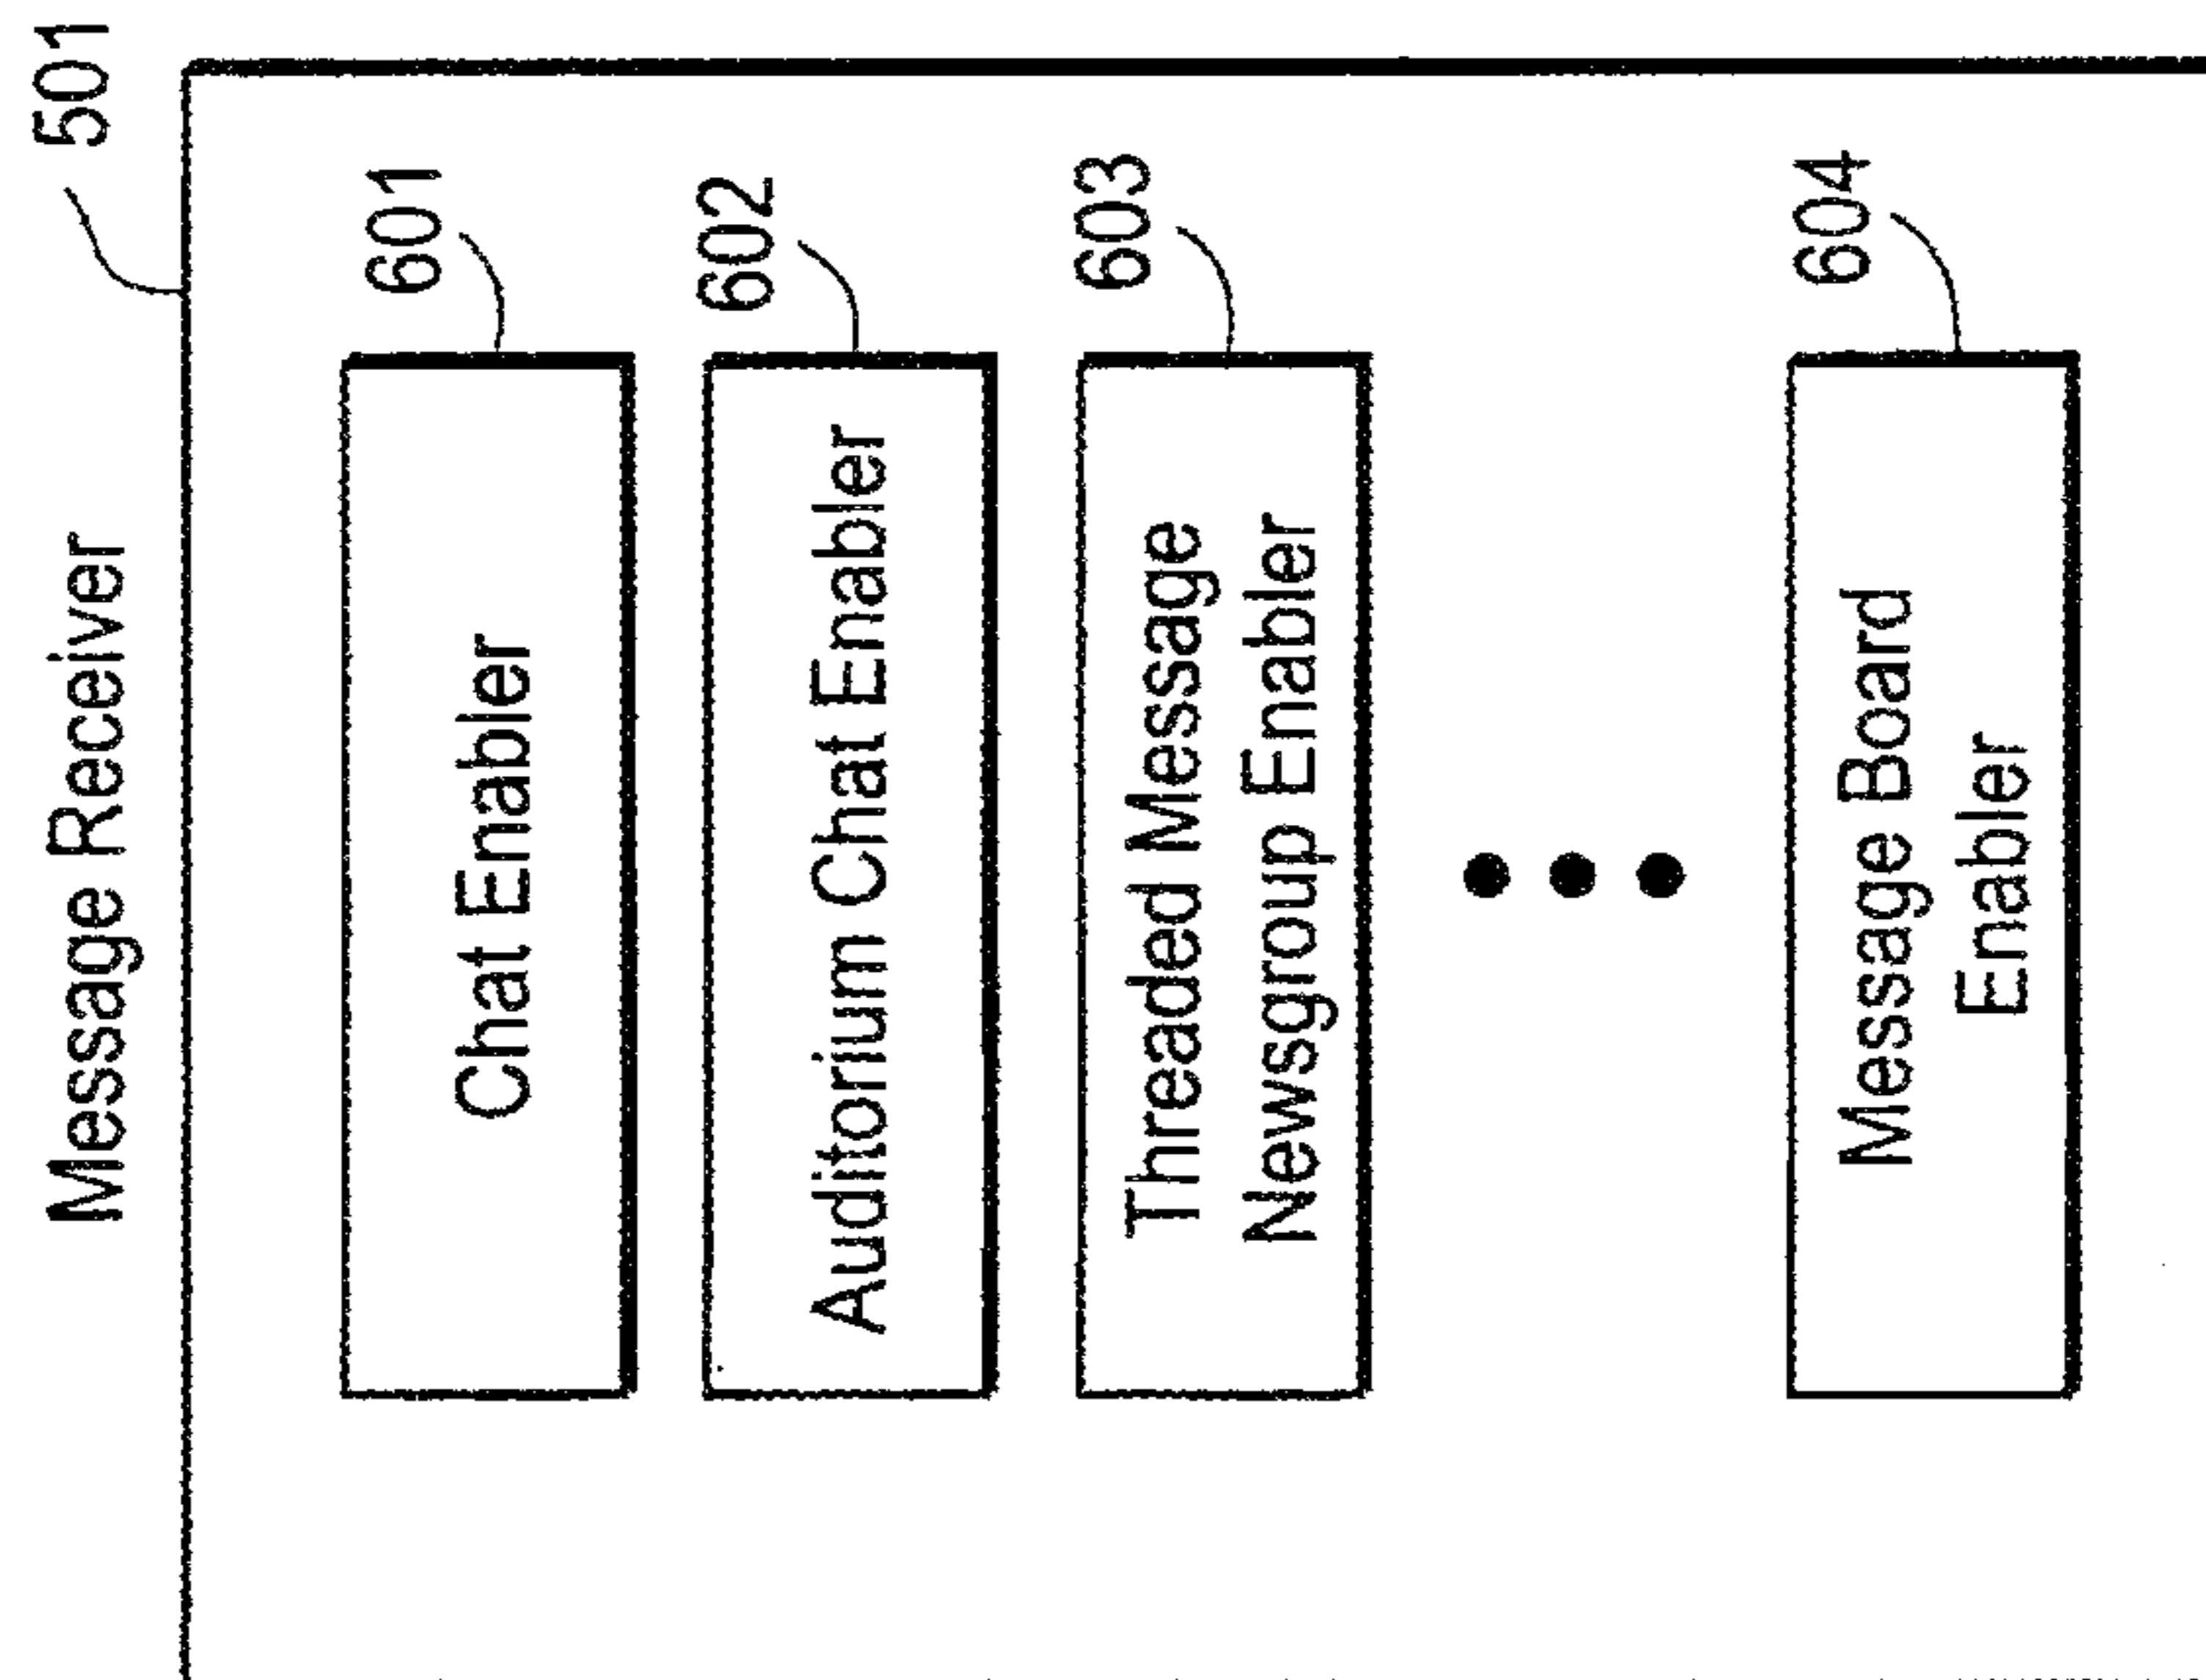 Message Receiver
501
601
Chat Enabler
602
Auditorium Chat Enabler
603
Threaded Message
Newsgroup Enabler
604
Message Board
Enabler